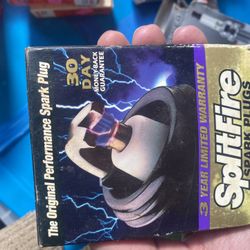 The Original Performance Spark Plug
30
DAY
MONEY BACK
GUARANTEE
SplitFire
SPARK PLUGS
3 YEAR LIMITED WARRANTY